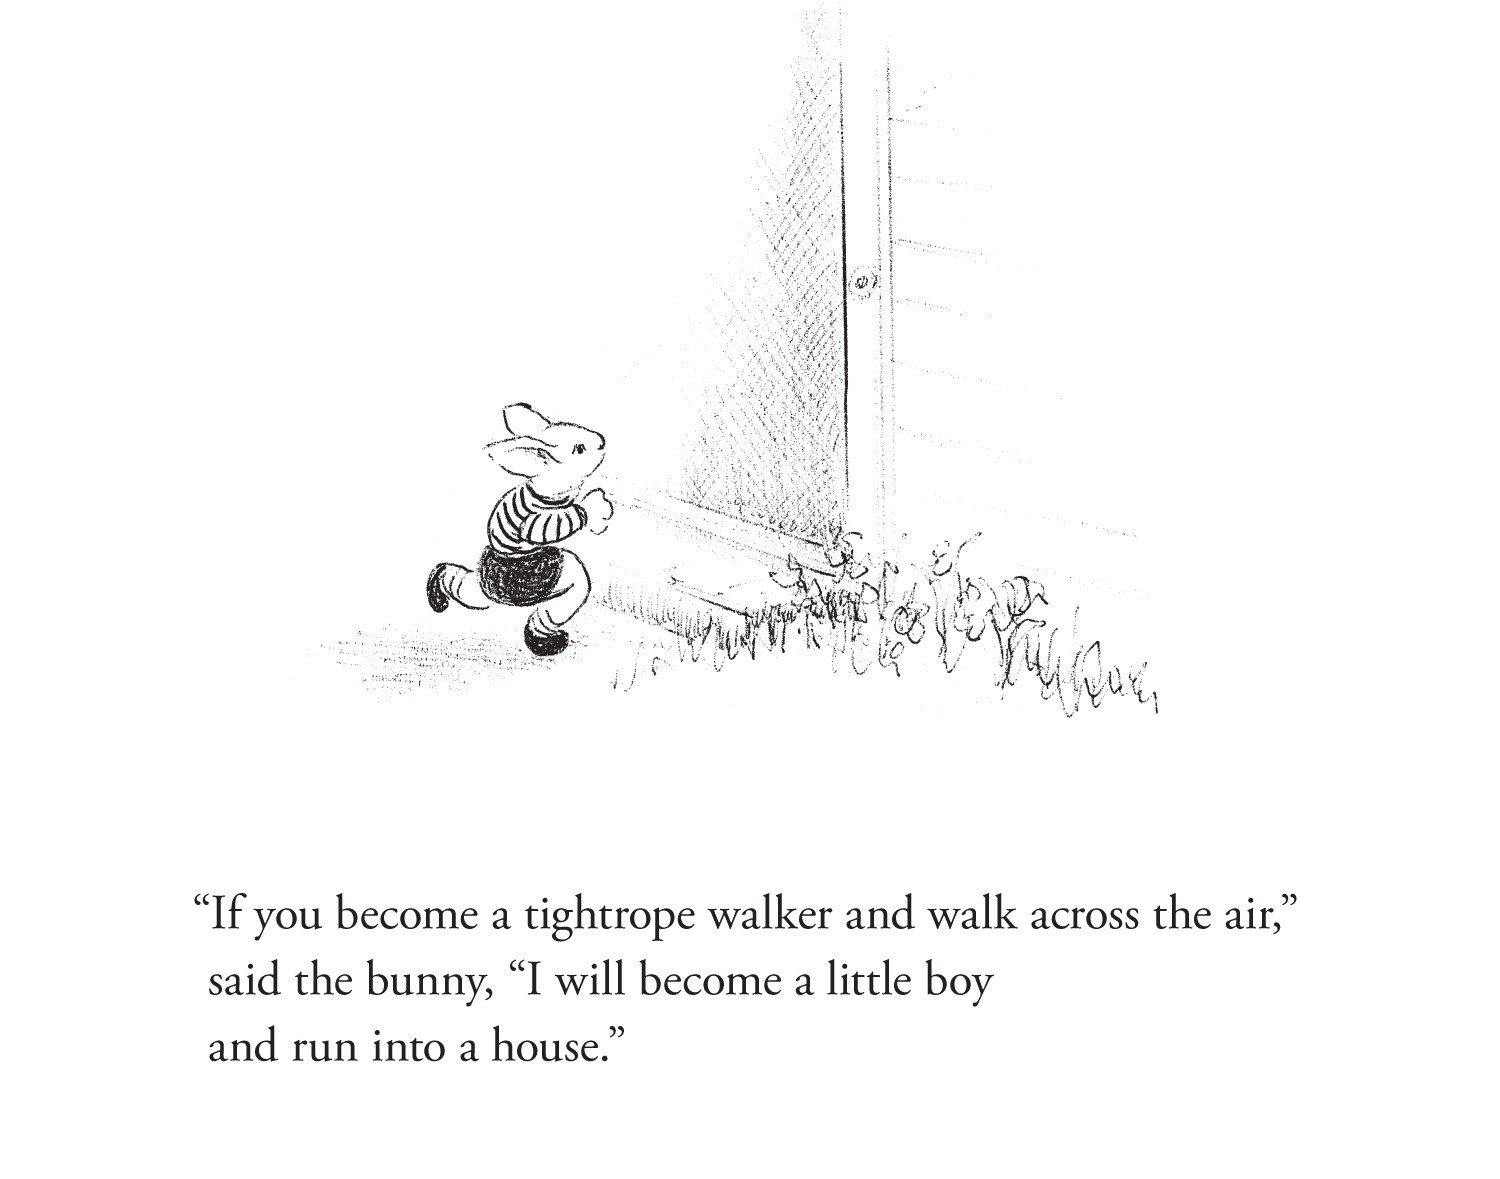 “If you become a tightrope walker and walk across the air,”
said the bunny, “I will become a little boy
and run into a house.”